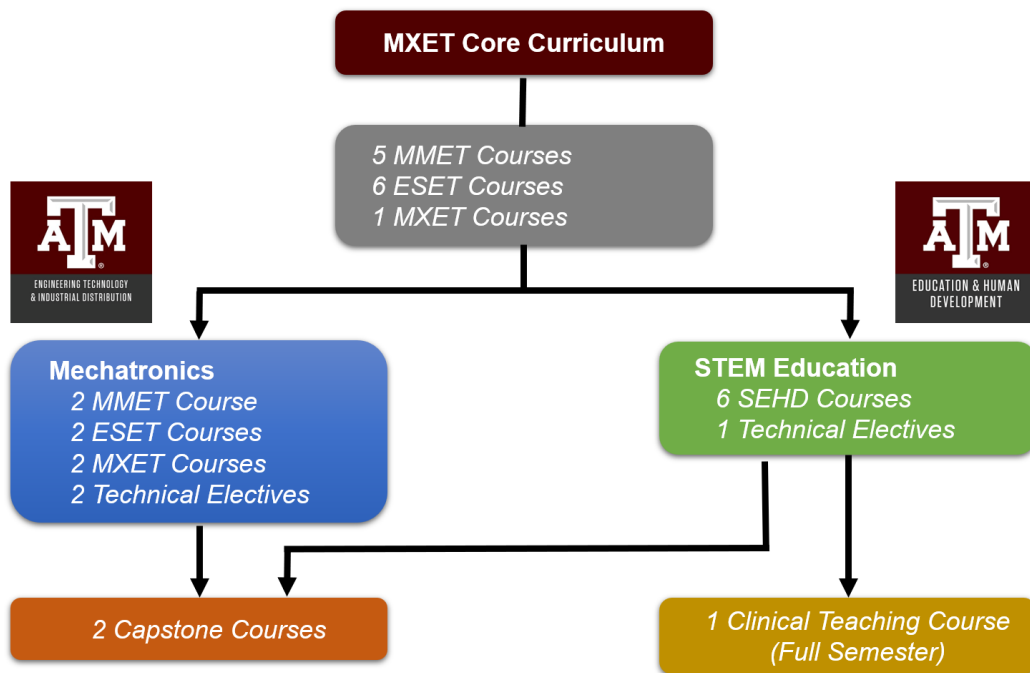 MXET Core Curriculum
5 MMET Courses
6 ESET Courses
1 MXET Courses
ATM®
ENGINEERING TECHNOLOGY
& INDUSTRIAL DISTRIBUTION
ATM®
EDUCATION & HUMAN
DEVELOPMENT
Mechatronics
2 MMET Course
2 ESET Courses
2 MXET Courses
2 Technical Electives
STEM Education
6 SEHD Courses
1 Technical Electives
2 Capstone Courses
1 Clinical Teaching Course
(Full Semester)